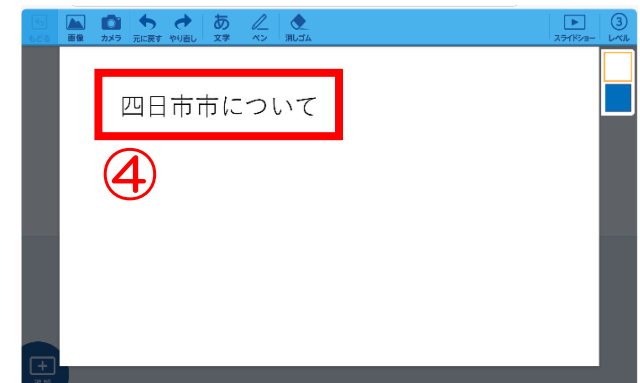 もどる
画像
カメラ
元に戻す
やり直し
あ
文字
ペン
消しゴム
スライドショー
3
レベル
四日市市について
④
追加